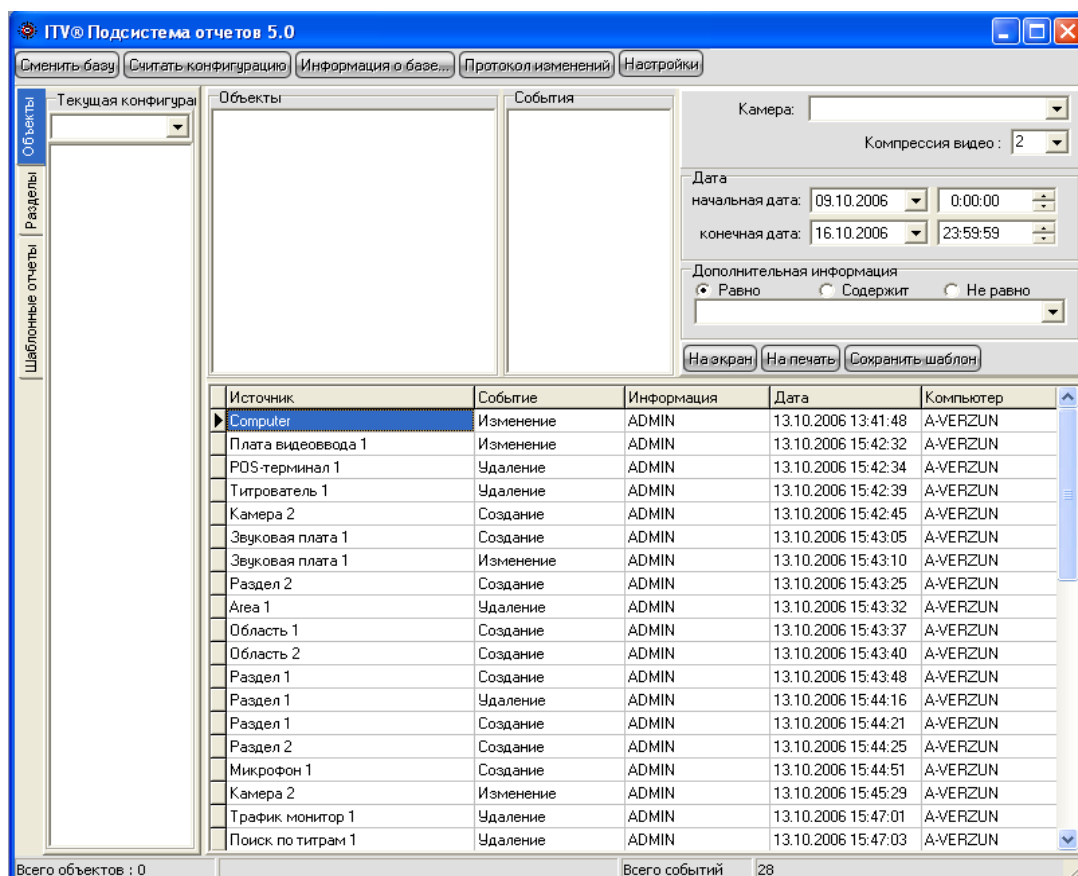 ITV® Подсистема отчетов 5.0
Сменить базу Считать конфигурацию Информация о базе... Протокол изменений Настройки
Объекты
Разделы
Шаблонные отчеты
Текущая конфигура
Объекты
События
Камера:
Компрессия видео : 2
Дата
начальная дата: 09.10.2006 0:00:00
конечная дата: 16.10.2006 23:59:59
Дополнительная информация
Равно Содержит Не равно
На экран На печать Сохранить шаблон
Источник Событие Информация Дата Компьютер
Computer Изменение ADMIN 13.10.2006 13:41:48 A-VERZUN
Плата видеоввода 1 Изменение ADMIN 13.10.2006 15:42:32 A-VERZUN
POS-терминал 1 Удаление ADMIN 13.10.2006 15:42:34 A-VERZUN
Титрователь 1 Удаление ADMIN 13.10.2006 15:42:39 A-VERZUN
Камера 2 Создание ADMIN 13.10.2006 15:42:45 A-VERZUN
Звуковая плата 1 Создание ADMIN 13.10.2006 15:43:05 A-VERZUN
Звуковая плата 1 Изменение ADMIN 13.10.2006 15:43:10 A-VERZUN
Раздел 2 Создание ADMIN 13.10.2006 15:43:25 A-VERZUN
Area 1 Удаление ADMIN 13.10.2006 15:43:32 A-VERZUN
Область 1 Создание ADMIN 13.10.2006 15:43:37 A-VERZUN
Область 2 Создание ADMIN 13.10.2006 15:43:40 A-VERZUN
Раздел 1 Создание ADMIN 13.10.2006 15:43:48 A-VERZUN
Раздел 1 Удаление ADMIN 13.10.2006 15:44:16 A-VERZUN
Раздел 1 Создание ADMIN 13.10.2006 15:44:21 A-VERZUN
Раздел 2 Создание ADMIN 13.10.2006 15:44:25 A-VERZUN
Микрофон 1 Создание ADMIN 13.10.2006 15:44:51 A-VERZUN
Камера 2 Изменение ADMIN 13.10.2006 15:45:29 A-VERZUN
Трафик монитор 1 Удаление ADMIN 13.10.2006 15:47:01 A-VERZUN
Поиск по титрам 1 Удаление ADMIN 13.10.2006 15:47:03 A-VERZUN
Всего объектов : 0 Всего событий 28